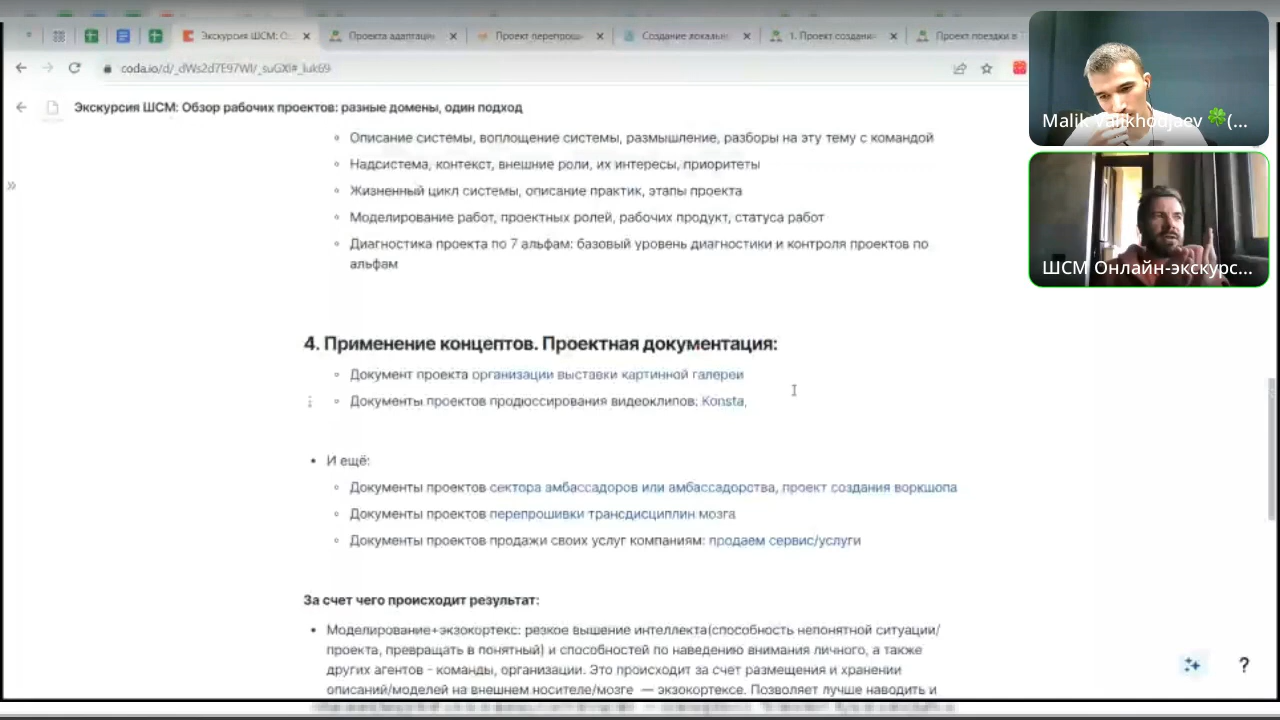 Экскурсия ШСМ: О
Проекта адаптаци
Проект перепрош
Создание локальн
1. Проект создани
Проект поездки в
coda.io/d/_dWs2d7E97WI/_suGXI#_luk69
Экскурсия ШСМ: Обзор рабочих проектов: разные домены, один подход
Malik Valikhodjaev 🍀(...
ШСМ Онлайн-экскурс...
Описание системы, воплощение системы, размышление, разборы на эту тему с командой
Надсистема, контекст, внешние роли, их интересы, приоритеты
Жизненный цикл системы, описание практик, этапы проекта
Моделирование работ, проектных ролей, рабочих продукт, статуса работ
Диагностика проекта по 7 альфам: базовый уровень диагностики и контроля проектов по
альфам
4. Применение концептов. Проектная документация:
Документ проекта организации выставки картинной галереи
Документы проектов продюссирования видеоклипов: Konsta,
И ещё:
Документы проектов сектора амбассадоров или амбассадорства, проект создания воркшопа
Документы проектов перепрошивки трансдисциплин мозга
Документы проектов продажи своих услуг компаниям: продаем сервис/услуги
За счет чего происходит результат:
Моделирование+экзокортекс: резкое вышение интеллекта(способность непонятной ситуации/
проекта, превращать в понятный) и способностей по наведению внимания личного, а также
других агентов - команды, организации. Это происходит за счет размещения и хранении
описаний/моделей на внешнем носителе/мозге — экзокортексе. Позволяет лучше наводить и